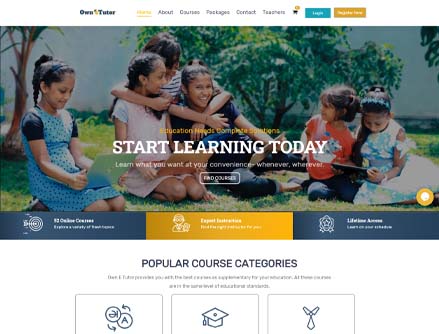 Own E Tutor
Home About Courses Packages Contact Teachers Login Register Now
Education Needs Complete Solutions
START LEARNING TODAY
Learn what you want at your convenience- whenever, wherever.
FIND COURSES
52 Online Courses
Explore a variety of fresh topics
Expert Instruction
Find the right instructor for you
Lifetime Access
Learn on your schedule
POPULAR COURSE CATEGORIES
Own E Tutor provides you with the best courses as supplementary for your education. All these courses
are in the same level of educational standards.